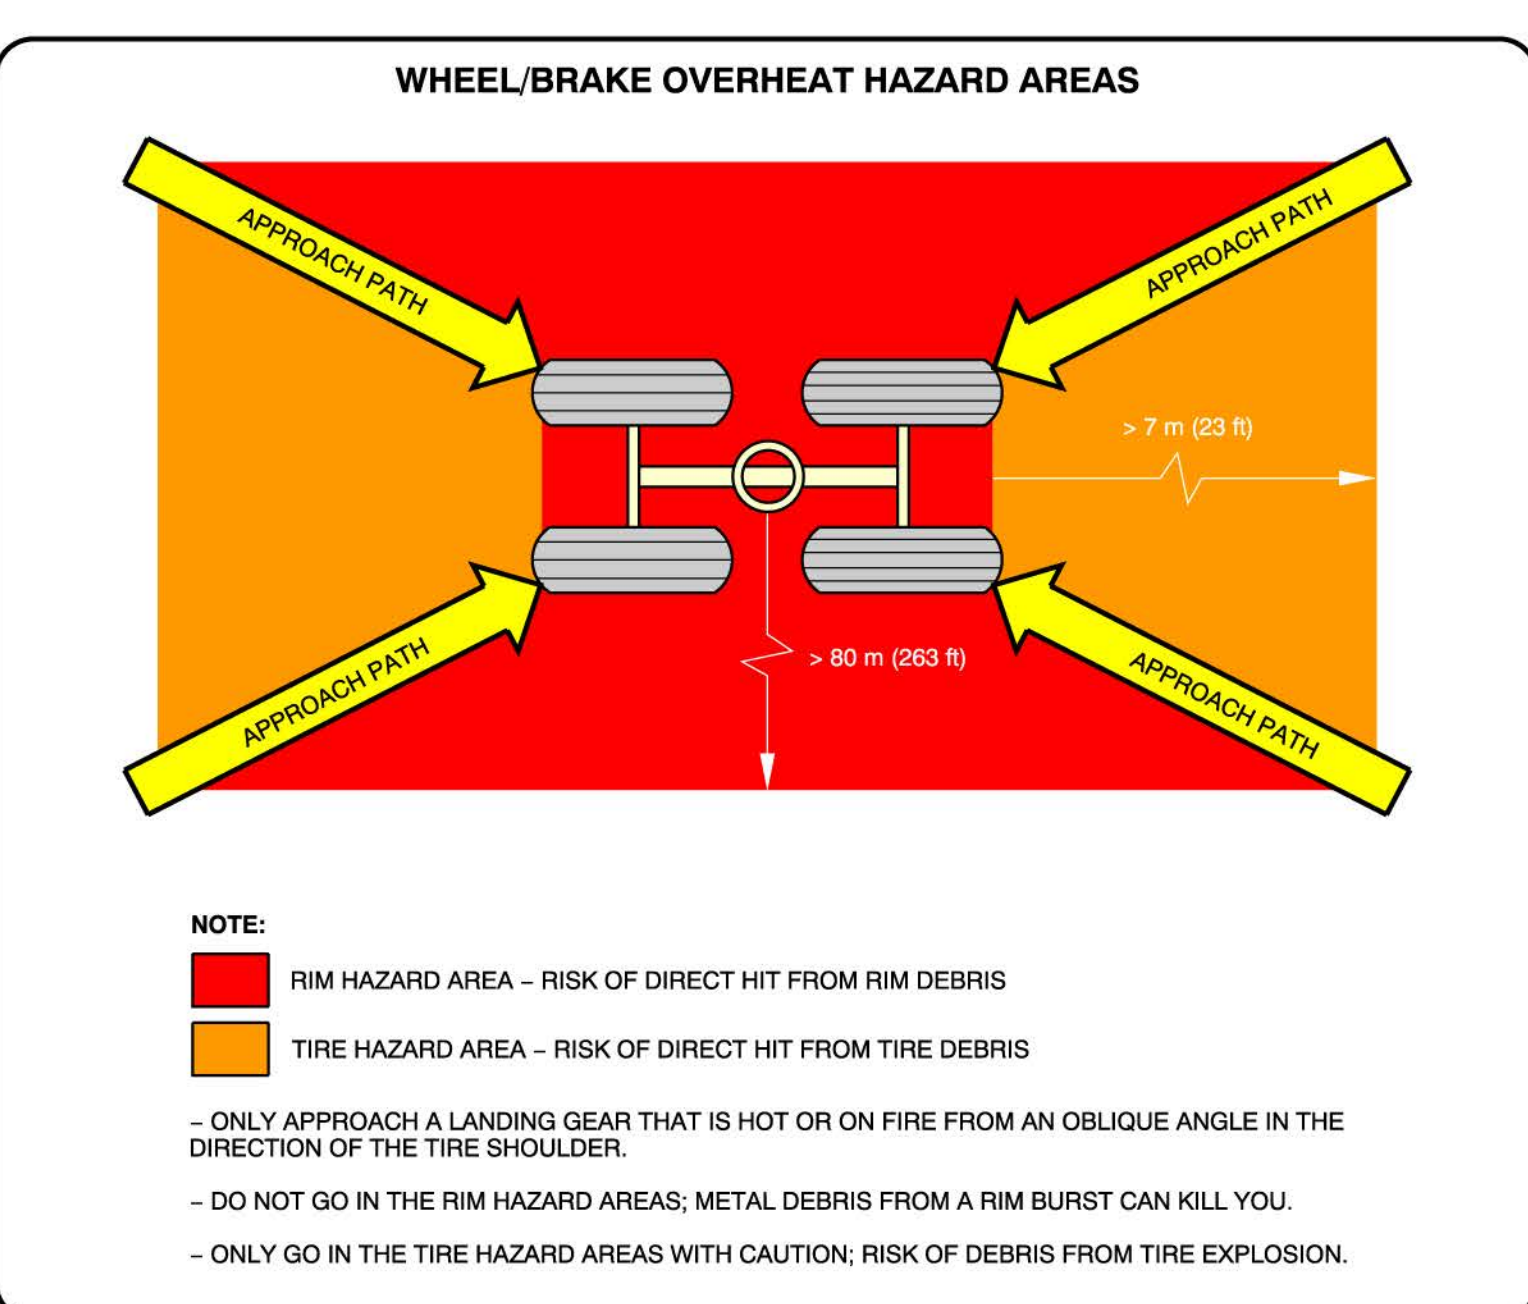 WHEEL/BRAKE OVERHEAT HAZARD AREAS
APPROACH PATH
APPROACH PATH
> 7 m (23 ft)
> 80 m (263 ft)
APPROACH PATH
APPROACH PATH
NOTE:
RIM HAZARD AREA – RISK OF DIRECT HIT FROM RIM DEBRIS
TIRE HAZARD AREA – RISK OF DIRECT HIT FROM TIRE DEBRIS
– ONLY APPROACH A LANDING GEAR THAT IS HOT OR ON FIRE FROM AN OBLIQUE ANGLE IN THE
DIRECTION OF THE TIRE SHOULDER.
– DO NOT GO IN THE RIM HAZARD AREAS; METAL DEBRIS FROM A RIM BURST CAN KILL YOU.
– ONLY GO IN THE TIRE HAZARD AREAS WITH CAUTION; RISK OF DEBRIS FROM TIRE EXPLOSION.